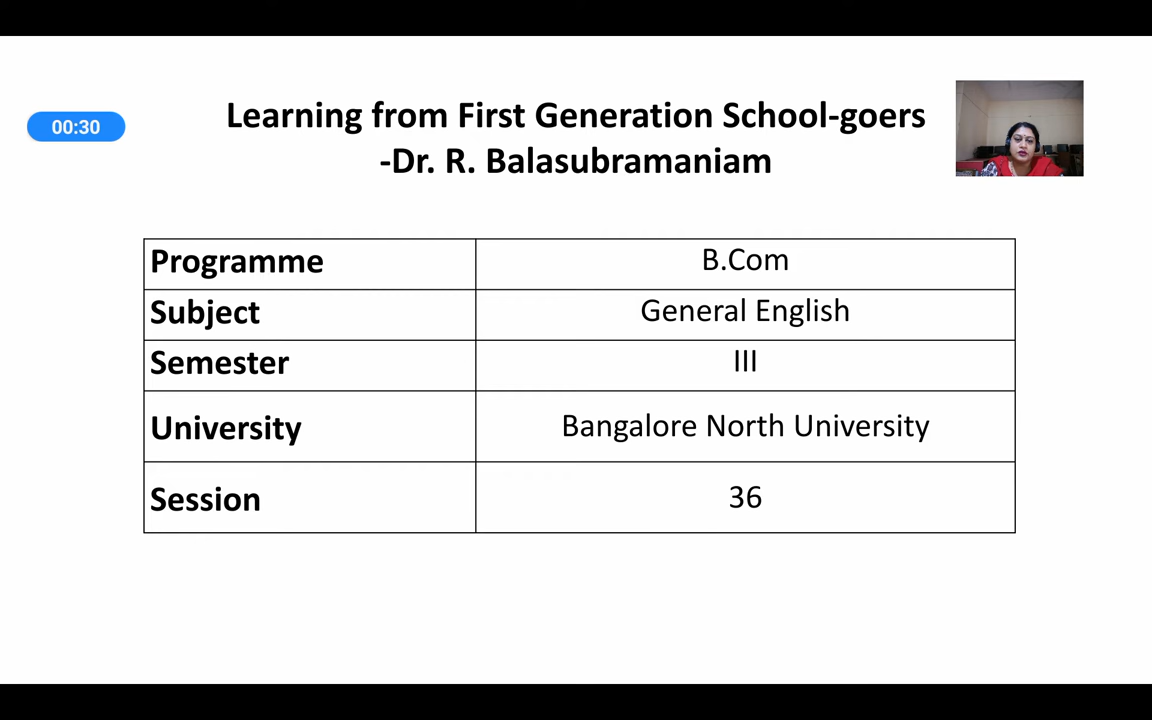 00:30
Learning from First Generation School-goers
-Dr. R. Balasubramaniam
Programme B.Com
Subject General English
Semester III
University Bangalore North University
Session 36